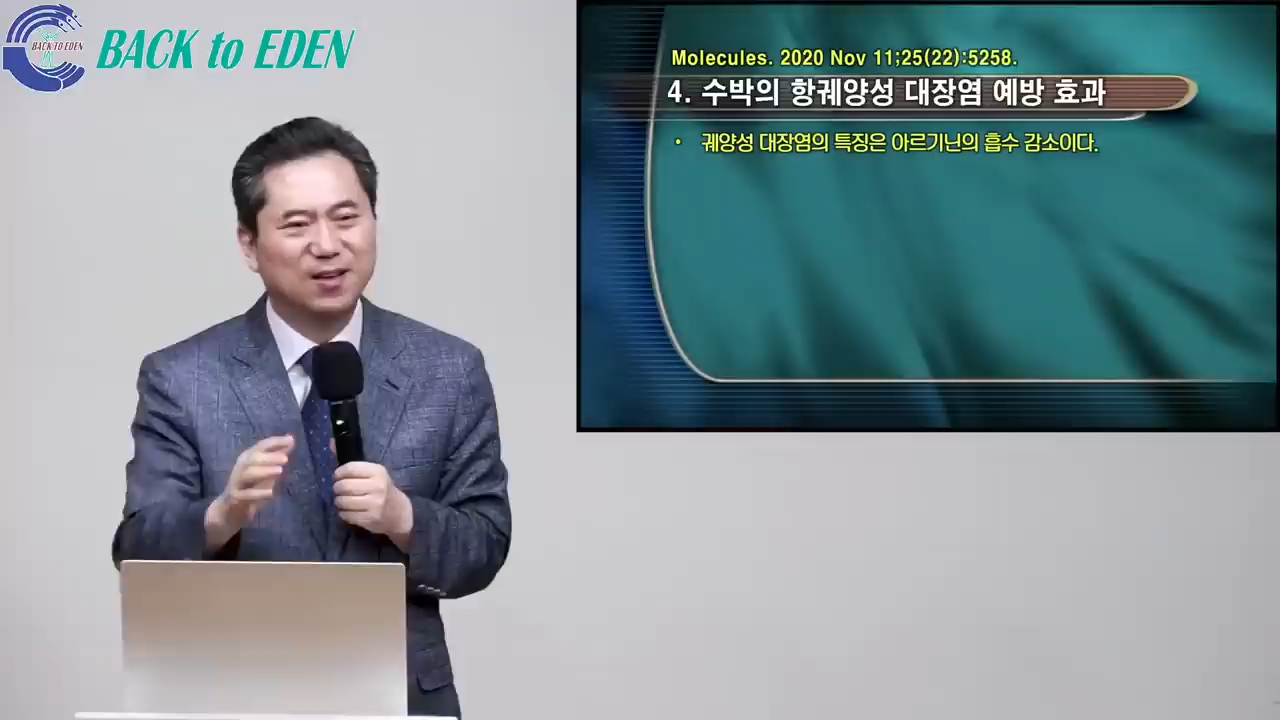 BACK TO EDEN
BACK to EDEN
Molecules. 2020 Nov 11;25(22):5258.
4. 수박의 항궤양성 대장염 예방 효과
• 궤양성 대장염의 특징은 아르기닌의 흡수 감소이다.